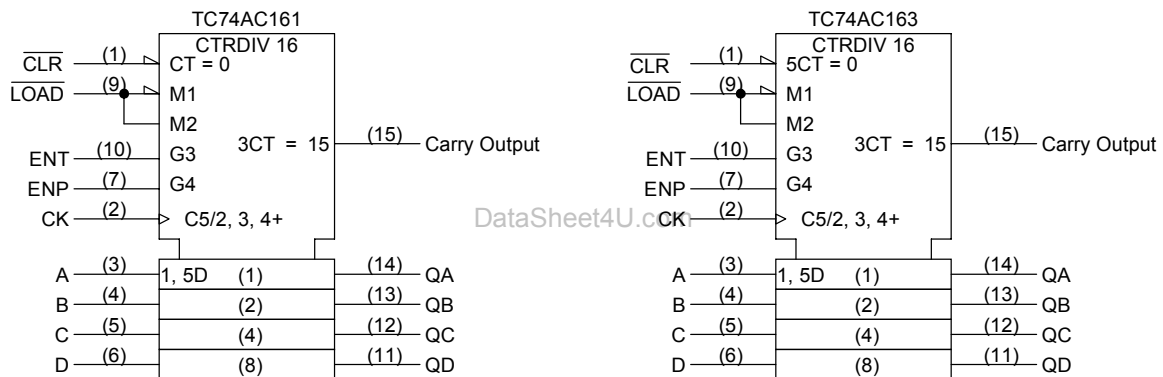 TC74AC161
CTRDIV 16
CLR (1) CT = 0
LOAD (9) M1
M2
3CT = 15 (15) Carry Output
ENT (10) G3
ENP (7) G4
CK (2) C5/2, 3, 4+
A (3) 1, 5D (1) (14) QA
B (4) (2) (13) QB
C (5) (4) (12) QC
D (6) (8) (11) QD
TC74AC163
CTRDIV 16
CLR (1) 5CT = 0
LOAD (9) M1
M2
3CT = 15 (15) Carry Output
ENT (10) G3
ENP (7) G4
CK (2) C5/2, 3, 4+
A (3) 1, 5D (1) (14) QA
B (4) (2) (13) QB
C (5) (4) (12) QC
D (6) (8) (11) QD
DataSheet4U.com